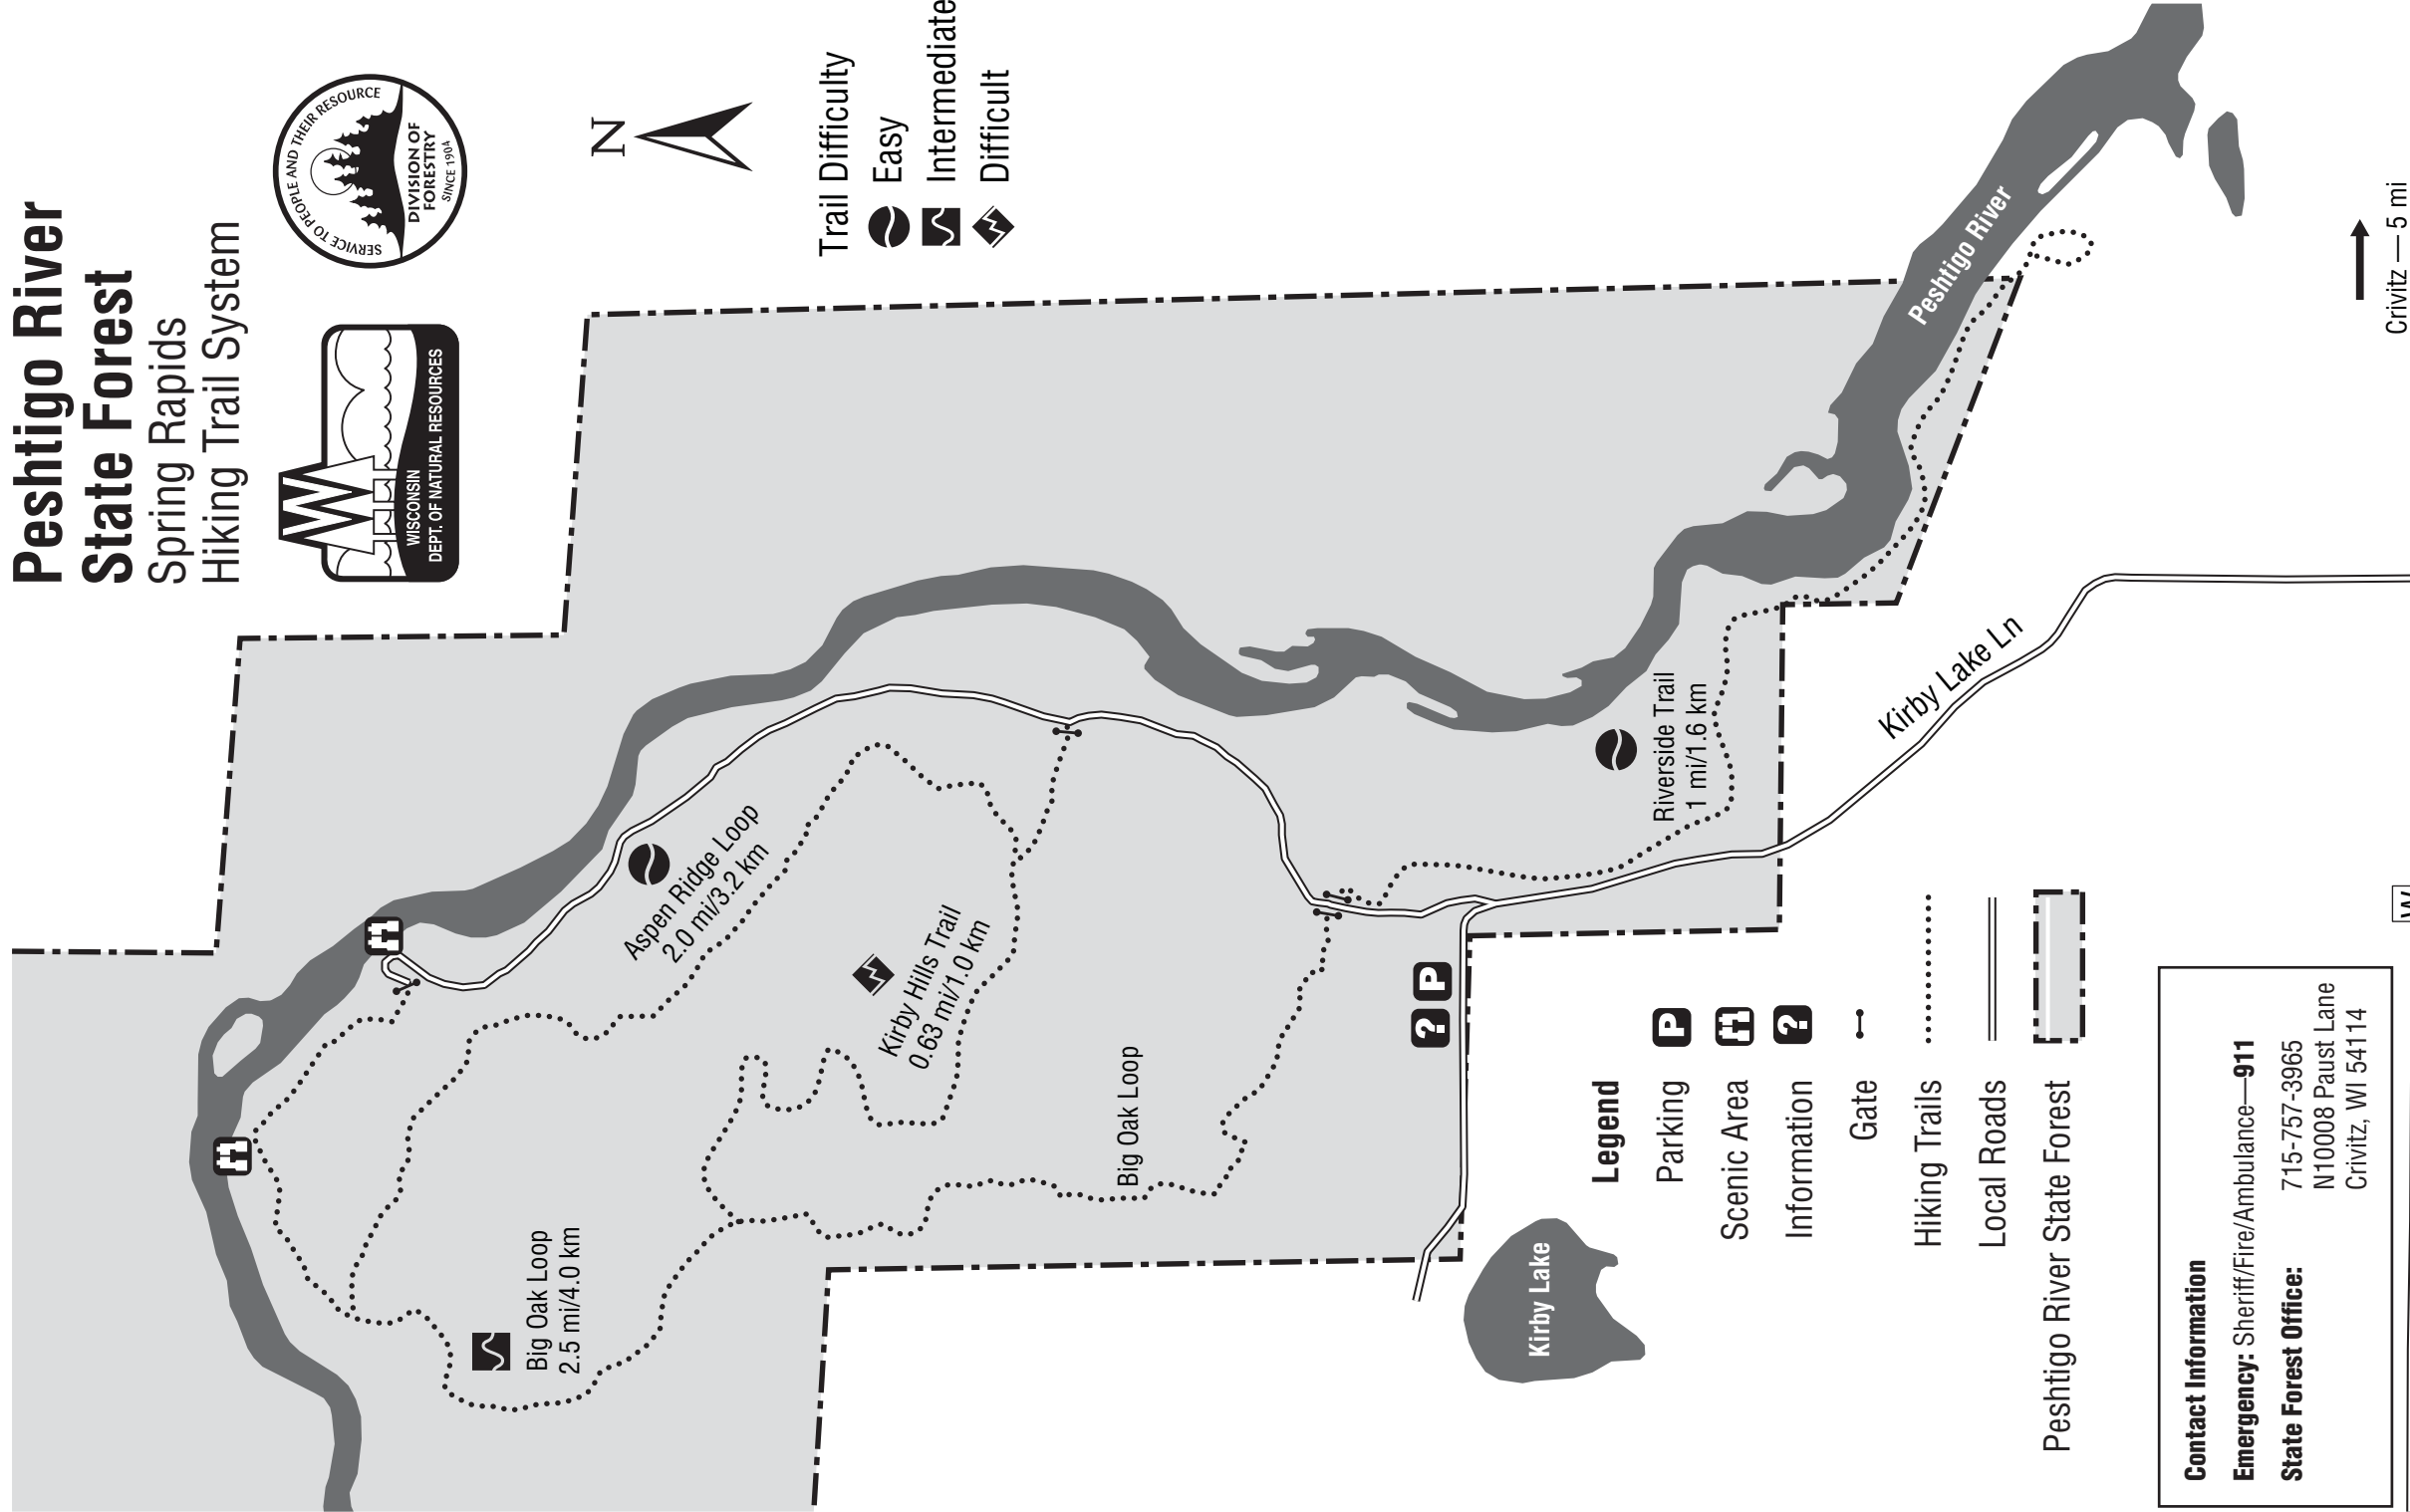 Peshtigo River
State Forest
Spring Rapids
Hiking Trail System
WISCONSIN
DEPT. OF NATURAL RESOURCES
SERVICE TO PEOPLE AND THEIR RESOURCE
DIVISION OF
FORESTRY
SINCE 1904
N
Trail Difficulty
Easy
Intermediate
Difficult
Aspen Ridge Loop
2.0 mi/3.2 km
Kirby Hills Trail
0.63 mi/1.0 km
Big Oak Loop
2.5 mi/4.0 km
Big Oak Loop
Riverside Trail
1 mi/1.6 km
Peshtigo River
Kirby Lake Ln
Kirby Lake
? P
Legend
Parking P
Scenic Area
Information ?
Gate
Hiking Trails
Local Roads
Peshtigo River State Forest
Crivitz — 5 mi
W
Contact Information
Emergency: Sheriff/Fire/Ambulance—911
State Forest Office: 715-757-3965
N10008 Paust Lane
Crivitz, WI 54114